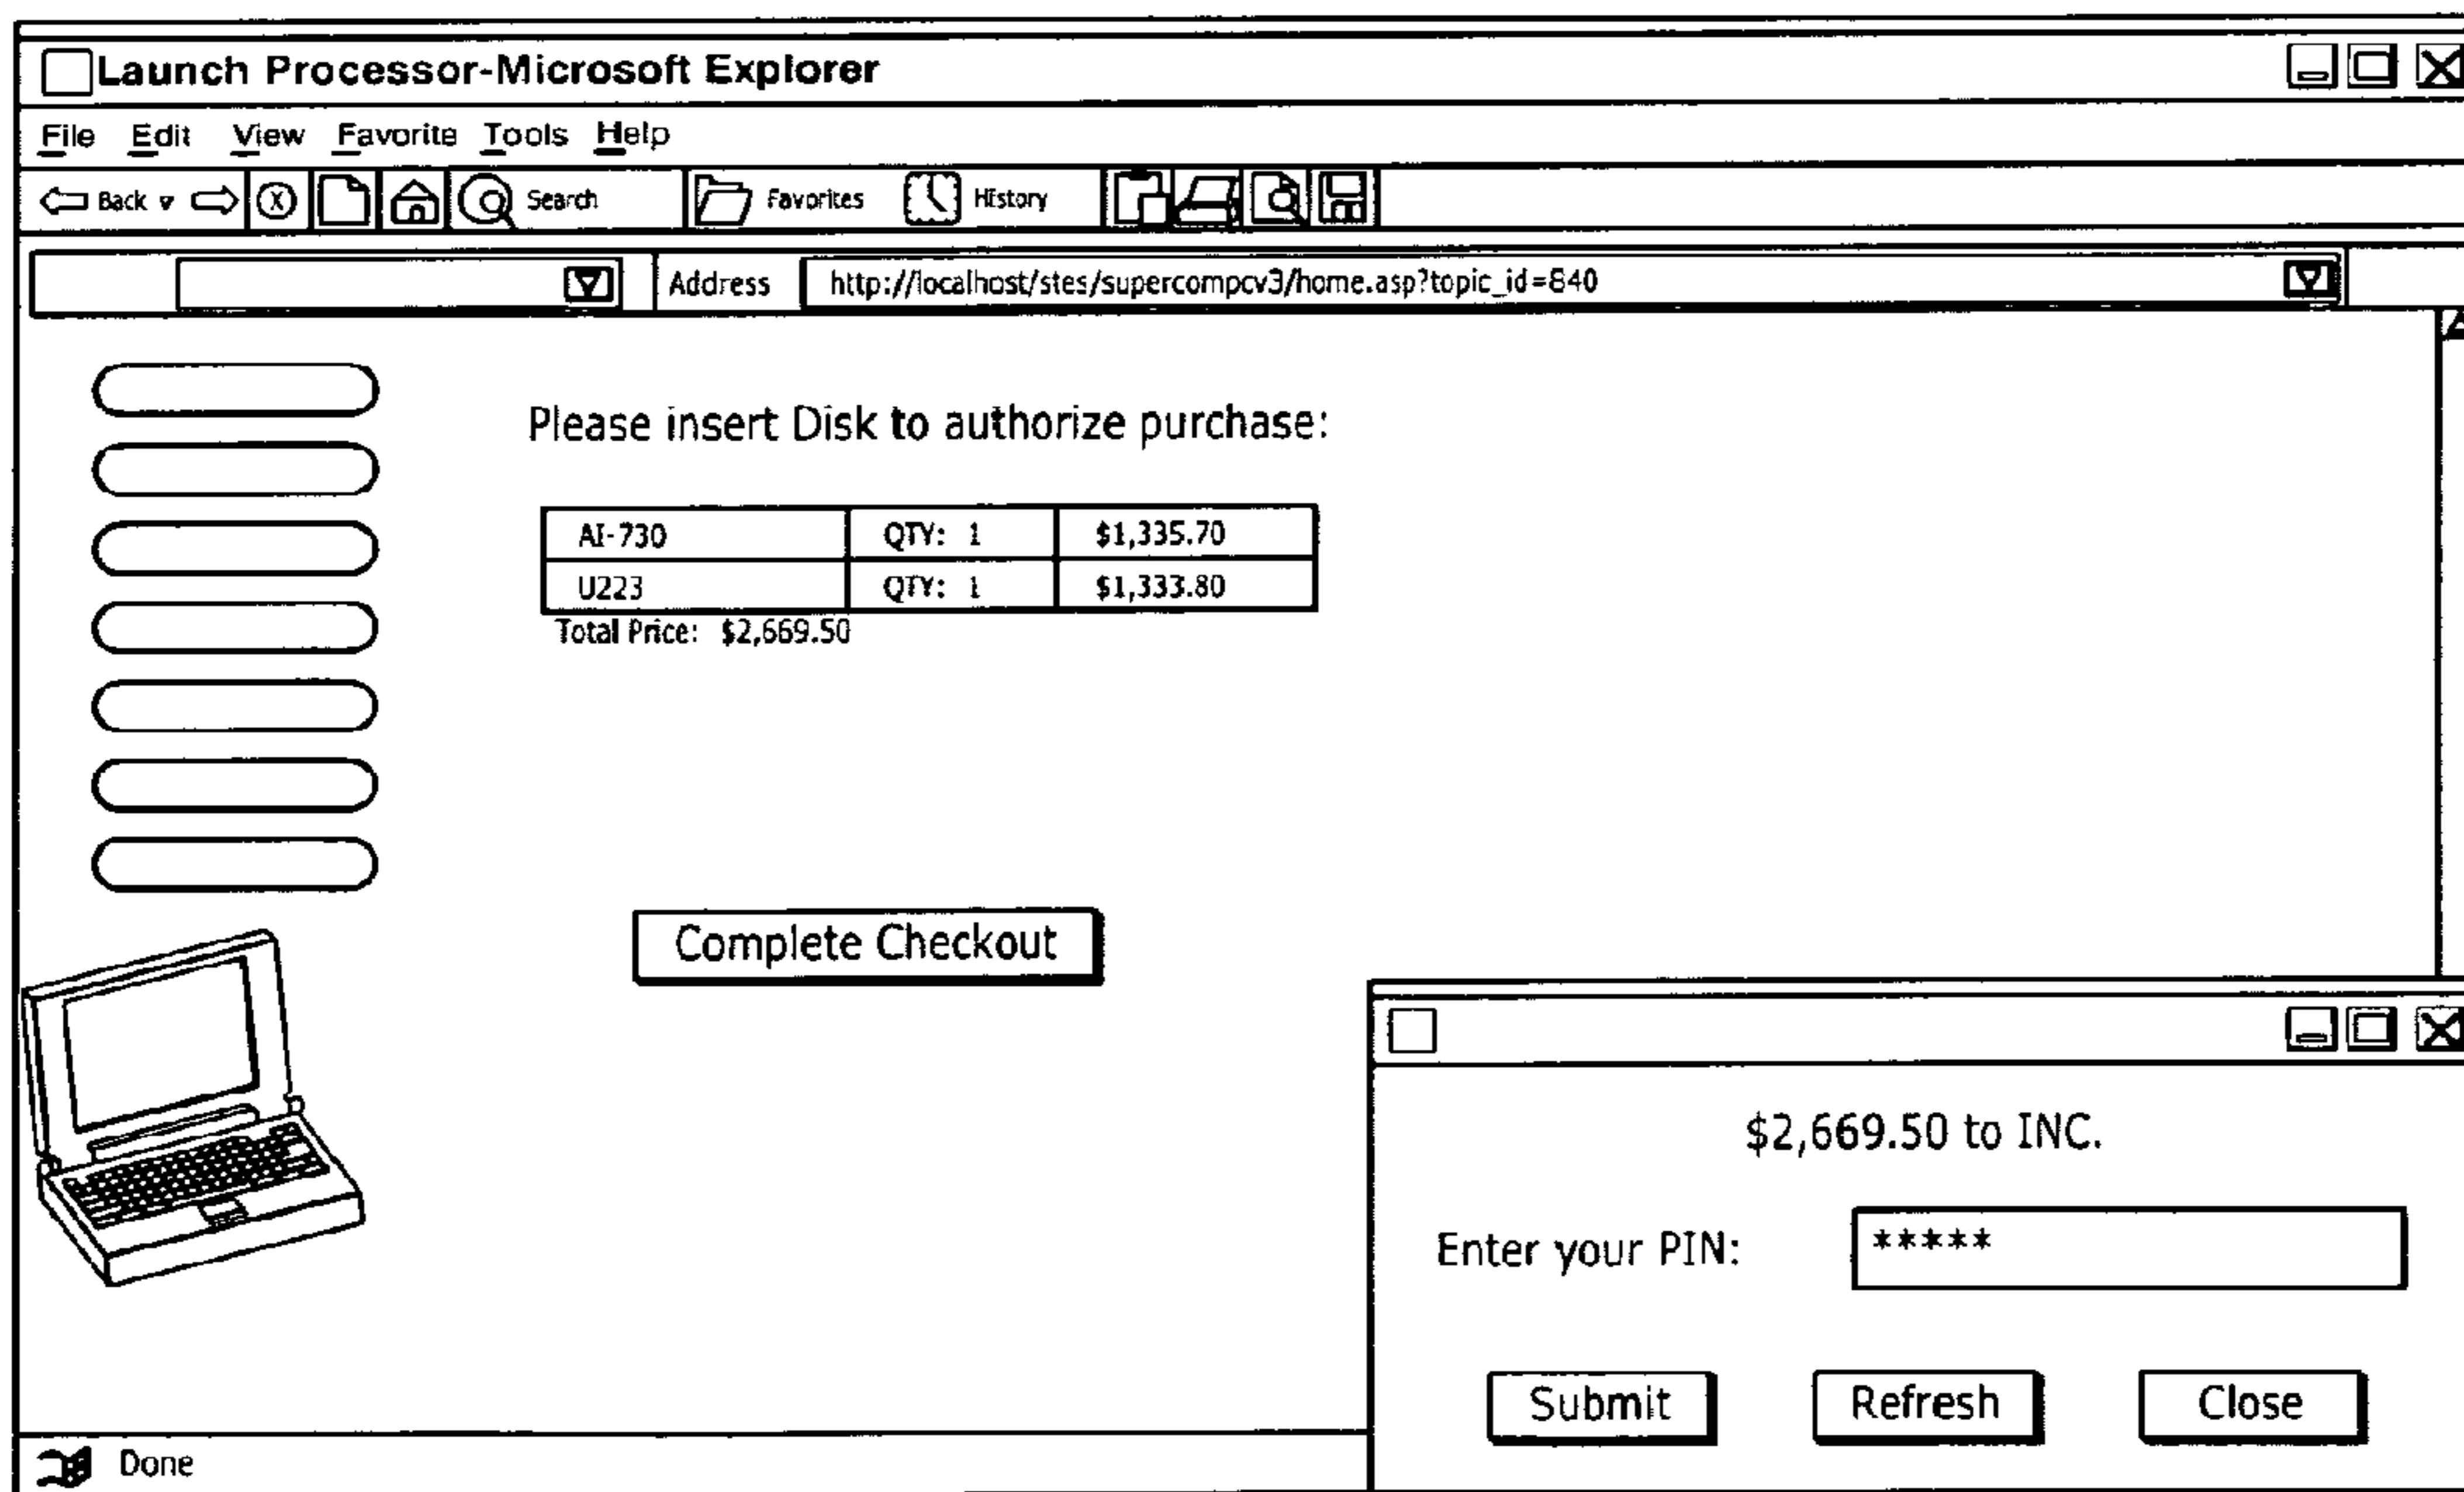 Launch Processor-Microsoft Explorer
File Edit View Favorite Tools Help
Back Search Favorites History
Address http://localhost/stes/supercompcv3/home.asp?topic_id=840
Please insert Disk to authorize purchase:
AI-730 QTY: 1 $1,335.70
U223 QTY: 1 $1,333.80
Total Price: $2,669.50
Complete Checkout
$2,669.50 to INC.
Enter your PIN: *****
Submit Refresh Close
Done